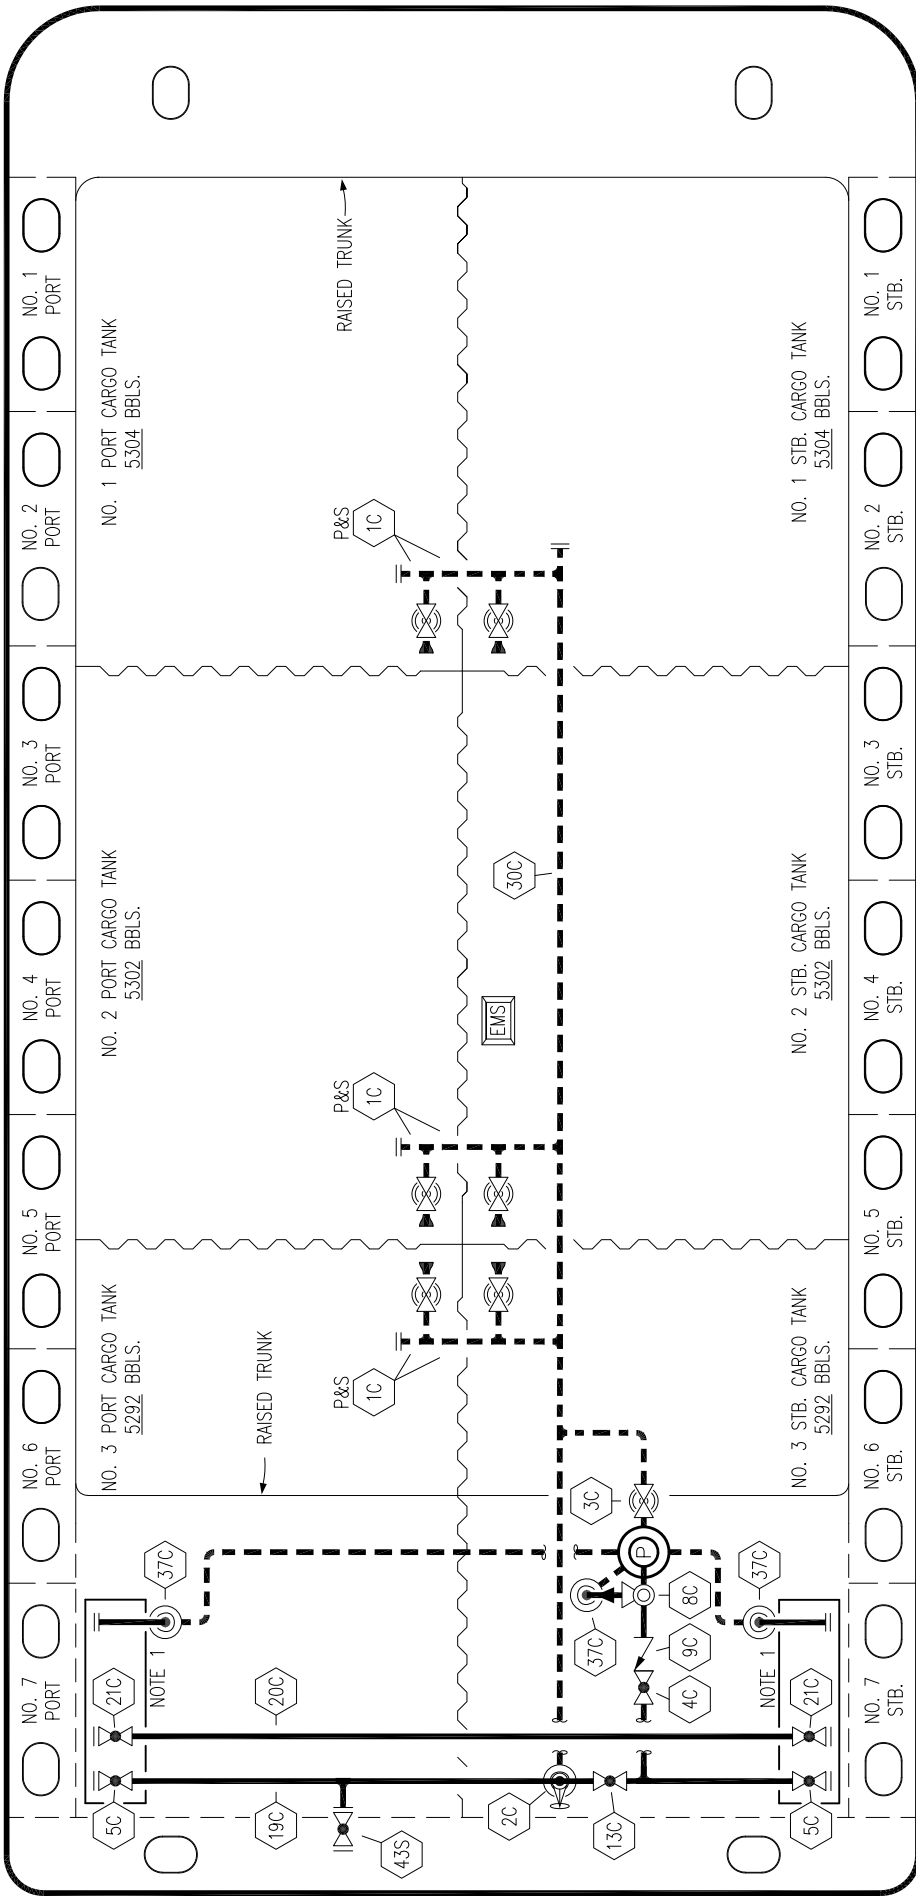 RAISED TRUNK
NO. 1
PORT
NO. 1 PORT CARGO TANK
5304 BBLS.
NO. 1 STB. CARGO TANK
5304 BBLS.
NO. 1
STB.
NO. 2
PORT
P&S
1C
NO. 2
STB.
NO. 3
PORT
NO. 3
STB.
30C
NO. 4
PORT
NO. 2 PORT CARGO TANK
5302 BBLS.
EMS
NO. 2 STB. CARGO TANK
5302 BBLS.
NO. 4
STB.
P&S
1C
NO. 5
PORT
NO. 5
STB.
P&S
1C
NO. 6
PORT
NO. 3 PORT CARGO TANK
5292 BBLS.
RAISED TRUNK
NO. 3 STB. CARGO TANK
5292 BBLS.
NO. 6
STB.
3C
P
37C
37C
37C
8C
9C
4C
NO. 7
PORT
NOTE 1
21C
20C
NOTE 1
21C
NO. 7
STB.
5C
19C
43S
2C
13C
5C